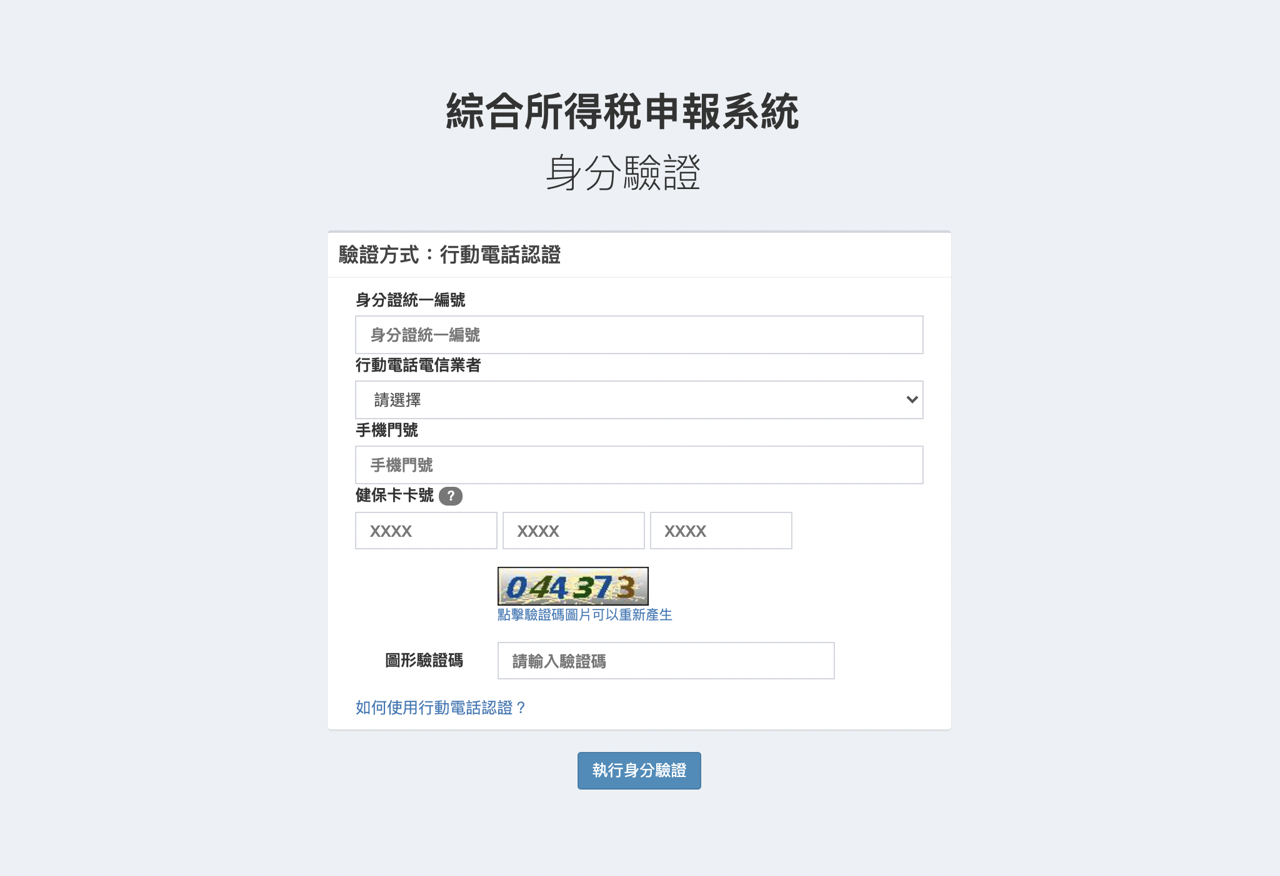 綜合所得稅申報系統
身分驗證
驗證方式：行動電話認證
身分證統一編號
身分證統一編號
行動電話電信業者
請選擇
手機門號
手機門號
健保卡卡號 ?
XXXX XXXX XXXX
044373
點擊驗證碼圖片可以重新產生
圖形驗證碼 請輸入驗證碼
如何使用行動電話認證？
執行身分驗證